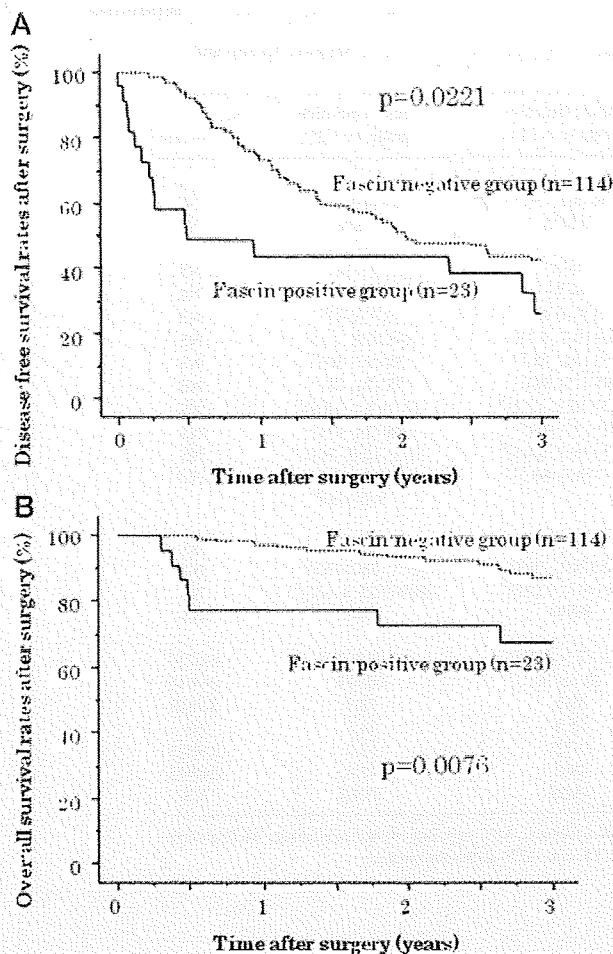 A
Disease-free survival rates after surgery (%)
100
80
60
40
20
0
p=0.0221
Fascin-negative group (n=114)
Fascin-positive group (n=23)
0 1 2 3
Time after surgery (years)
B
Over all survival rates after surgery (%)
100
80
60
40
20
0
Fascin-negative group (n=114)
Fascin-positive group (n=23)
p=0.0076
0 1 2 3
Time after surgery (years)